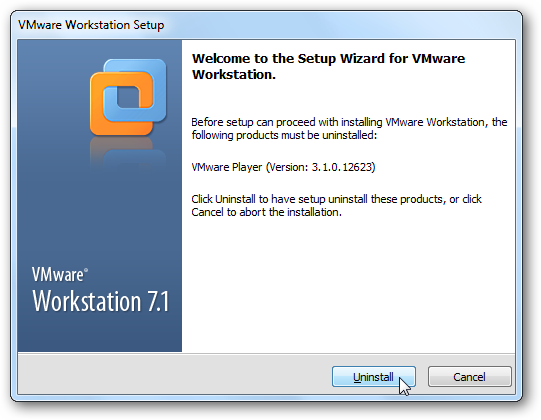 VMware Workstation Setup
Welcome to the Setup Wizard for VMware
Workstation.
Before setup can proceed with installing VMware Workstation, the
following products must be uninstalled:
VMware Player (Version: 3.1.0.12623)
Click Uninstall to have setup uninstall these products, or click
Cancel to abort the installation.
VMware®
Workstation 7.1
Uninstall
Cancel